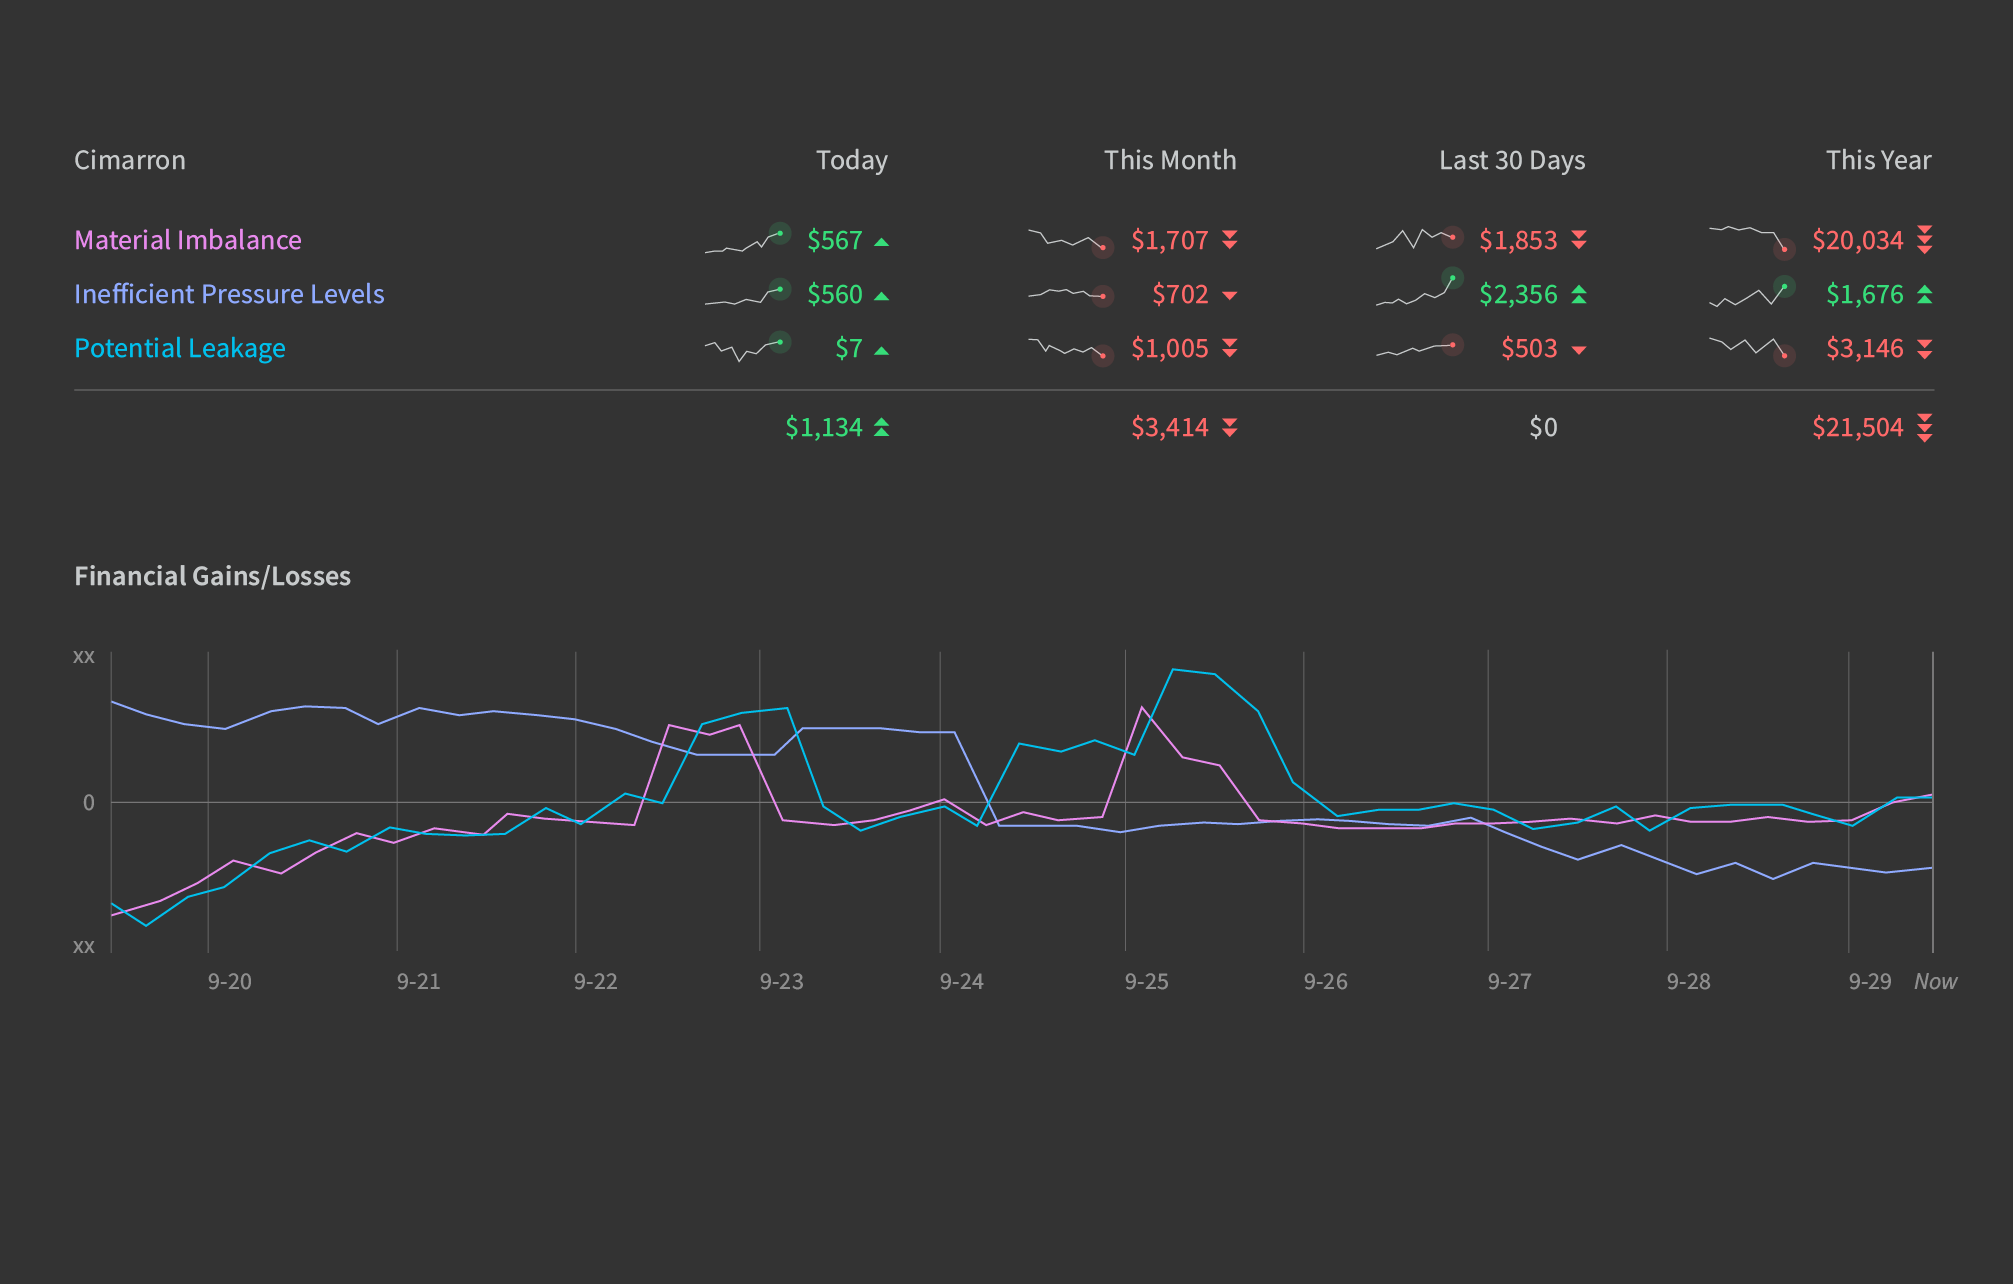 Cimarron Today This Month Last 30 Days This Year
Material Imbalance $567 $1,707 $1,853 $20,034
Inefficient Pressure Levels $560 $702 $2,356 $1,676
Potential Leakage $7 $1,005 $503 $3,146
$1,134 $3,414 $0 $21,504
Financial Gains/Losses
xx
0
xx
9-20 9-21 9-22 9-23 9-24 9-25 9-26 9-27 9-28 9-29 Now